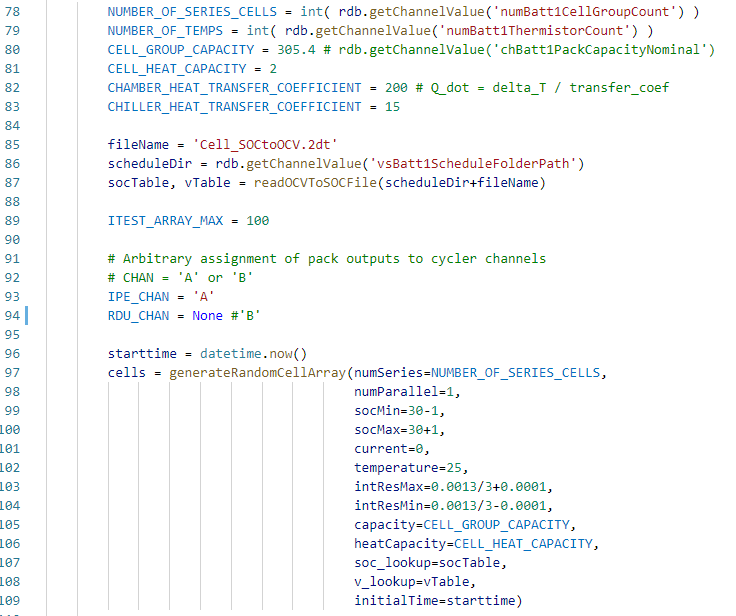 78 NUMBER_OF_SERIES_CELLS = int( rdb.getChannelValue('numBatt1CellGroupCount') )
79 NUMBER_OF_TEMPS = int( rdb.getChannelValue('numBatt1ThermistorCount') )
80 CELL_GROUP_CAPACITY = 305.4 # rdb.getChannelValue('chBatt1PackCapacityNominal')
81 CELL_HEAT_CAPACITY = 2
82 CHAMBER_HEAT_TRANSFER_COEFFICIENT = 200 # Q_dot = delta_T / transfer_coef
83 CHILLER_HEAT_TRANSFER_COEFFICIENT = 15
84
85 fileName = 'Cell_SOCtoOCV.2dt'
86 scheduleDir = rdb.getChannelValue('vsBatt1ScheduleFolderPath')
87 socTable, vTable = readOCVToSOCFile(scheduleDir+fileName)
88
89 ITEST_ARRAY_MAX = 100
90
91 # Arbitrary assignment of pack outputs to cycler channels
92 # CHAN = 'A' or 'B'
93 IPE_CHAN = 'A'
94 RDU_CHAN = None #'B'
95
96 starttime = datetime.now()
97 cells = generateRandomCellArray(numSeries=NUMBER_OF_SERIES_CELLS,
98 numParallel=1,
99 socMin=30-1,
100 socMax=30+1,
101 current=0,
102 temperature=25,
103 intResMax=0.0013/3+0.0001,
104 intResMin=0.0013/3-0.0001,
105 capacity=CELL_GROUP_CAPACITY,
106 heatCapacity=CELL_HEAT_CAPACITY,
107 soc_lookup=socTable,
108 v_lookup=vTable,
109 initialTime=starttime)